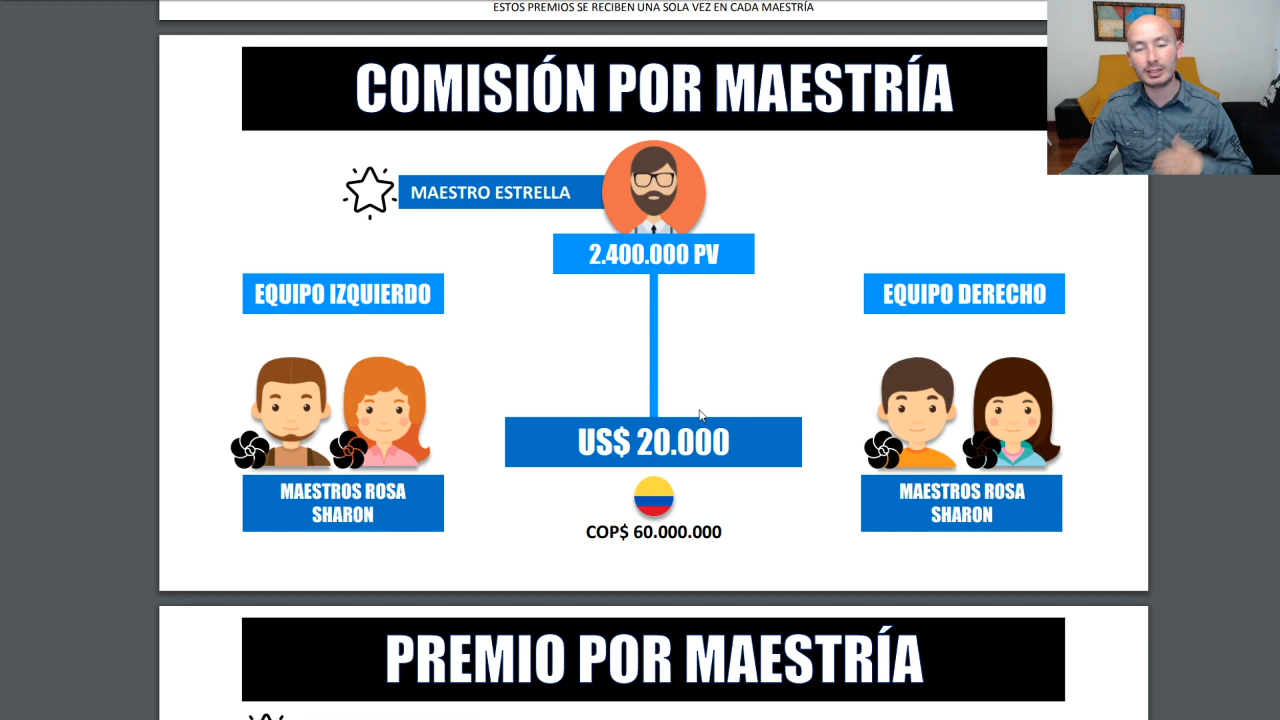 ESTOS PREMIOS SE RECIBEN UNA SOLA VEZ EN CADA MAESTRÍA
COMISIÓN POR MAESTRÍA
MAESTRO ESTRELLA
2.400.000 PV
EQUIPO IZQUIERDO
EQUIPO DERECHO
US$ 20.000
MAESTROS ROSA
SHARON
MAESTROS ROSA
SHARON
COP$ 60.000.000
PREMIO POR MAESTRÍA